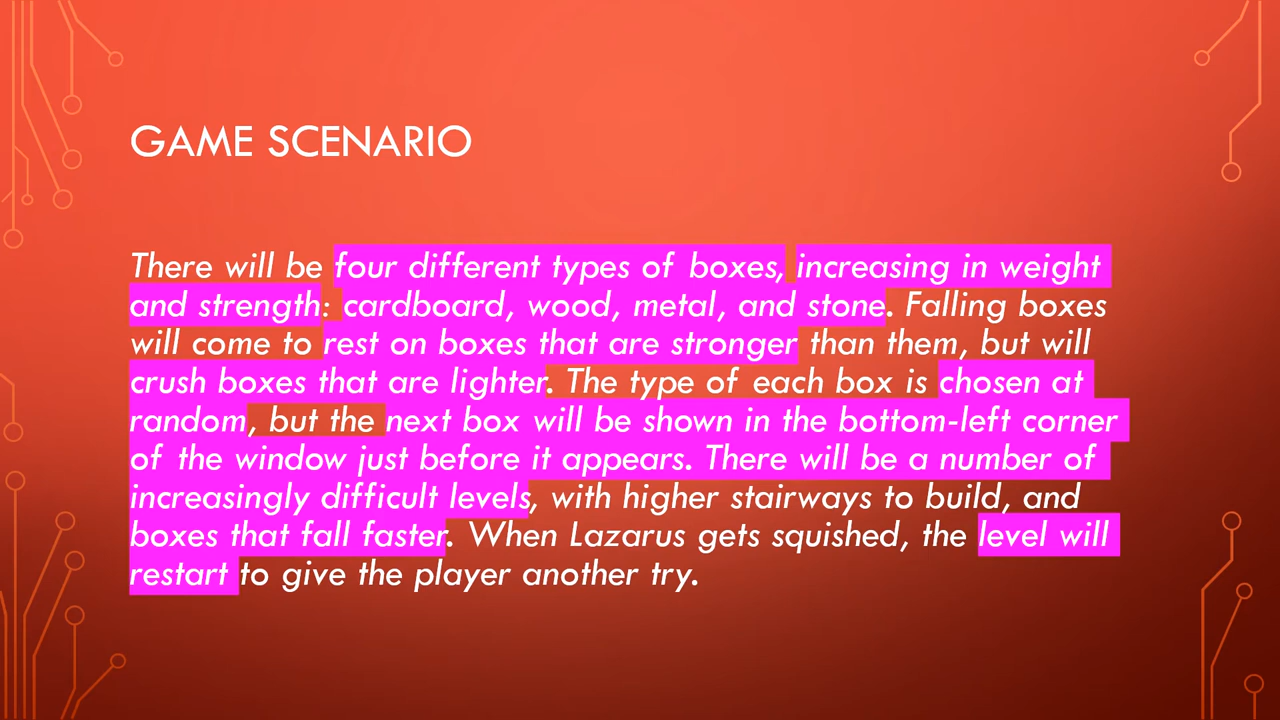 GAME SCENARIO
There will be four different types of boxes, increasing in weight
and strength: cardboard, wood, metal, and stone. Falling boxes
will come to rest on boxes that are stronger than them, but will
crush boxes that are lighter. The type of each box is chosen at
random, but the next box will be shown in the bottom-left corner
of the window just before it appears. There will be a number of
increasingly difficult levels, with higher stairways to build, and
boxes that fall faster. When Lazarus gets squished, the level will
restart to give the player another try.